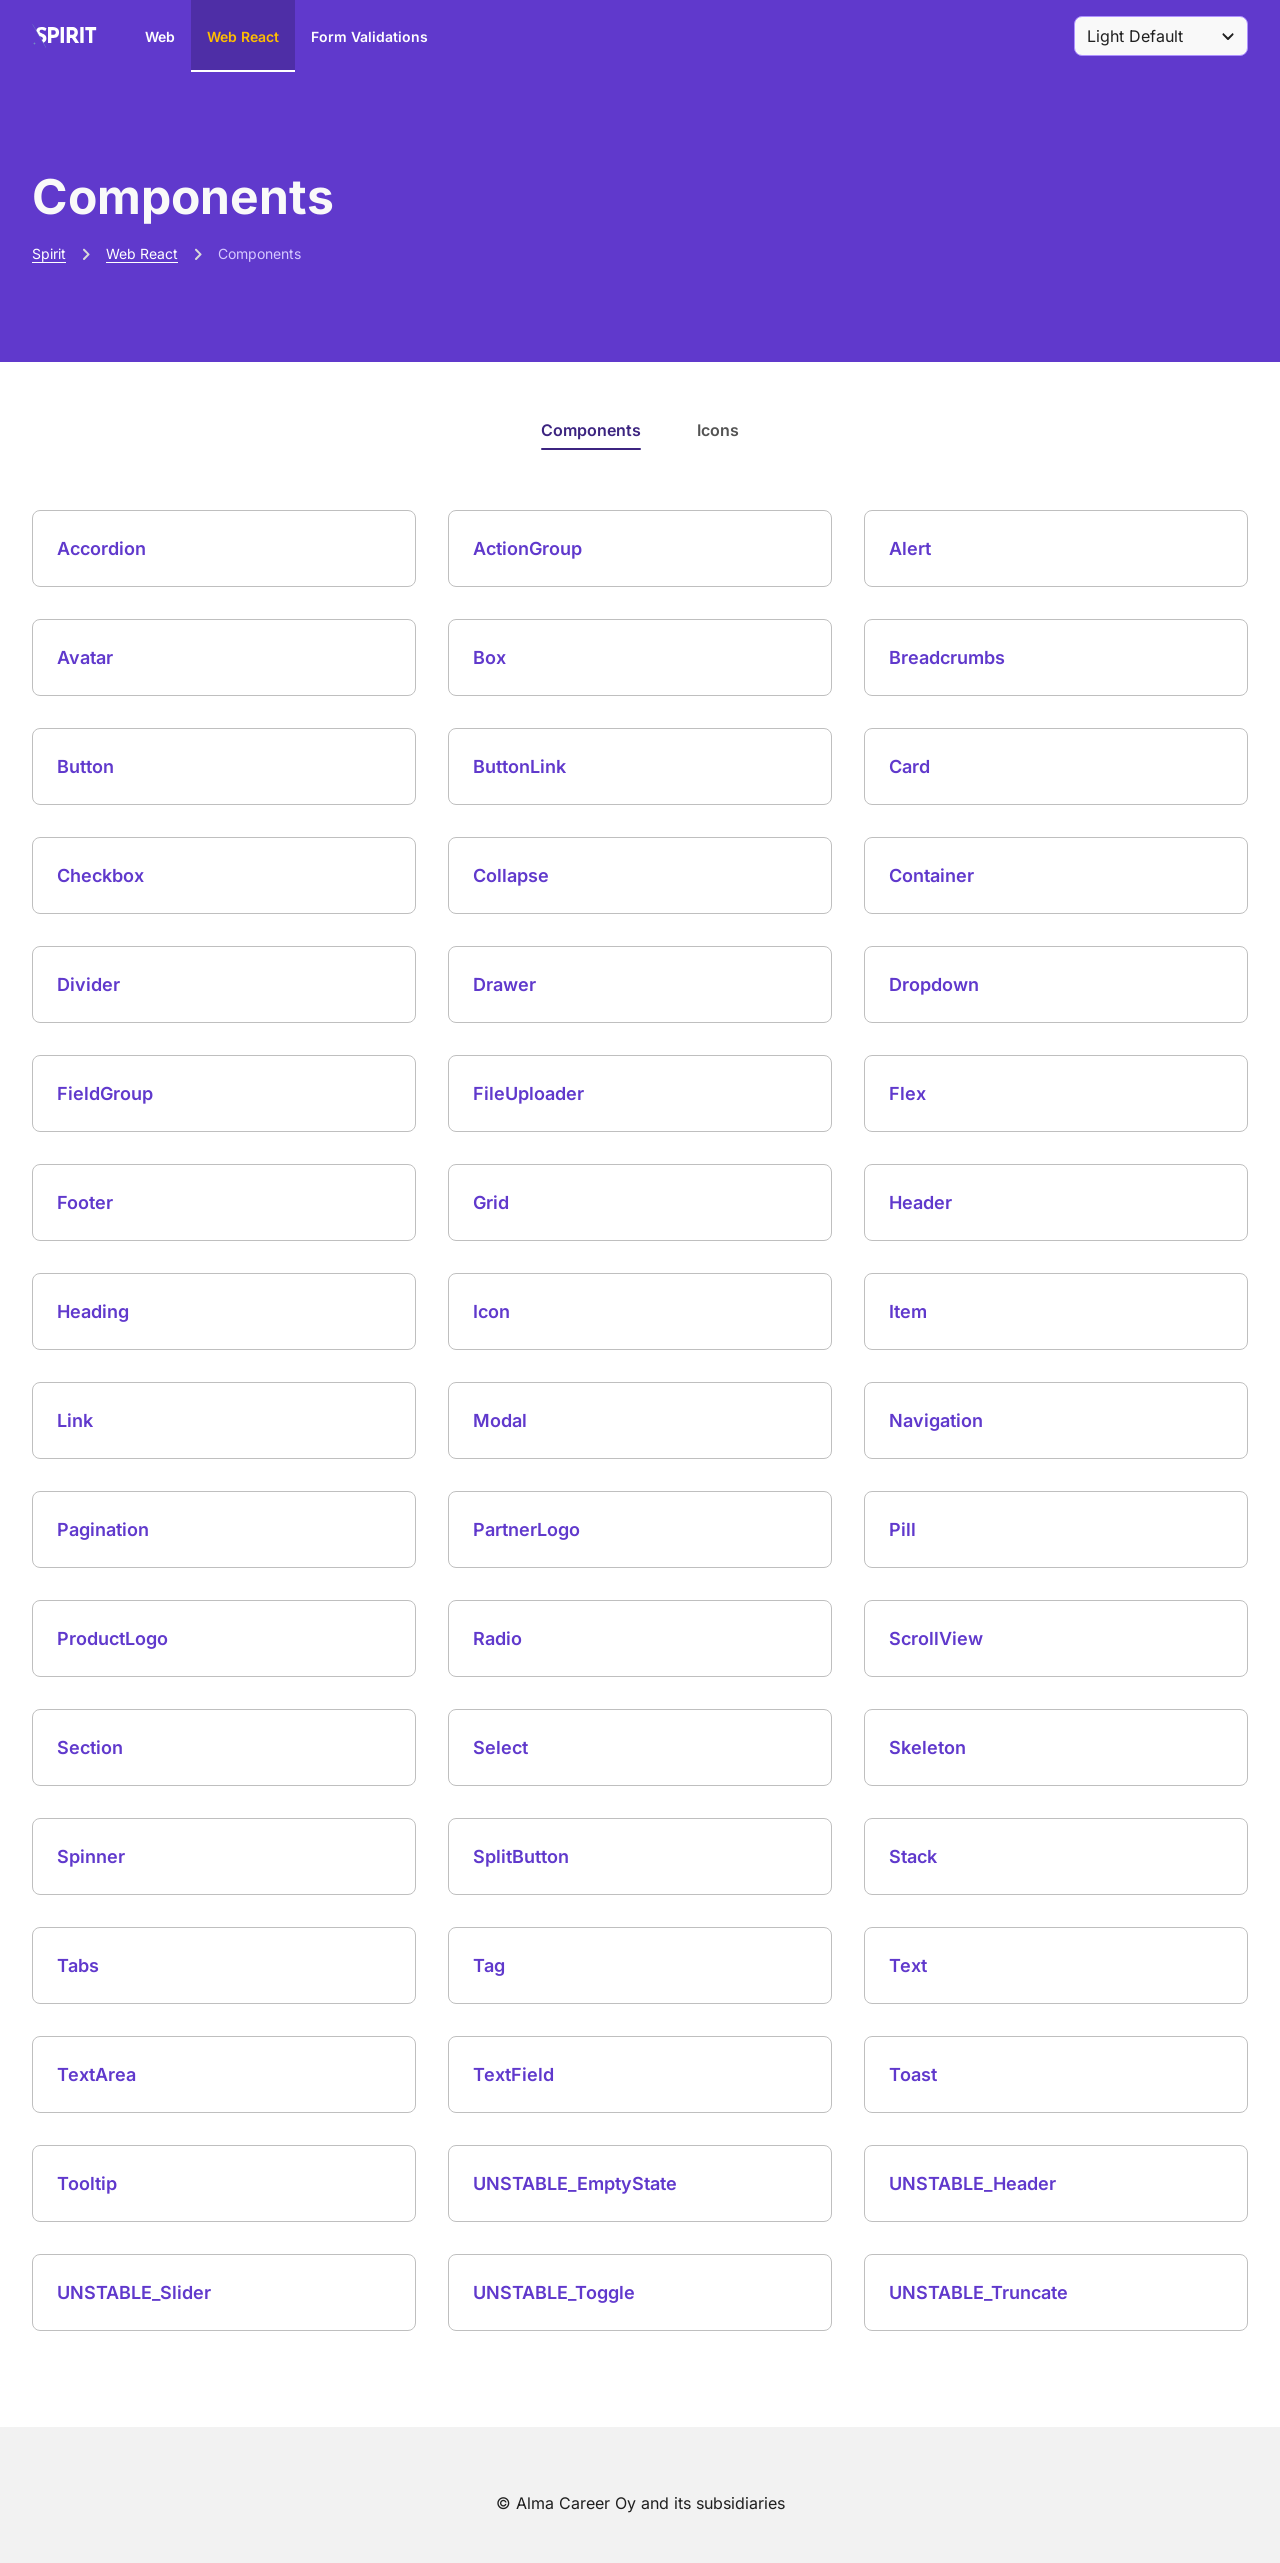 SPIRIT Web Web React Form Validations Light Default
Components
Spirit Web React Components
Components Icons
Accordion ActionGroup Alert
Avatar Box Breadcrumbs
Button ButtonLink Card
Checkbox Collapse Container
Divider Drawer Dropdown
FieldGroup FileUploader Flex
Footer Grid Header
Heading Icon Item
Link Modal Navigation
Pagination PartnerLogo Pill
ProductLogo Radio ScrollView
Section Select Skeleton
Spinner SplitButton Stack
Tabs Tag Text
TextArea TextField Toast
Tooltip UNSTABLE_EmptyState UNSTABLE_Header
UNSTABLE_Slider UNSTABLE_Toggle UNSTABLE_Truncate
© Alma Career Oy and its subsidiaries